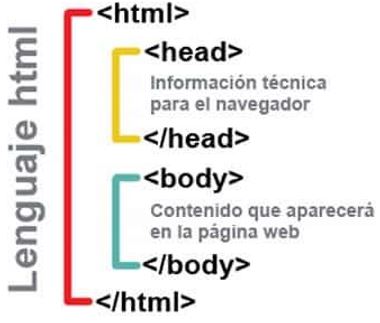 Lenguaje html
<html>
<head>
Información técnica
para el navegador
</head>
<body>
Contenido que aparecerá
en la página web
</body>
</html>